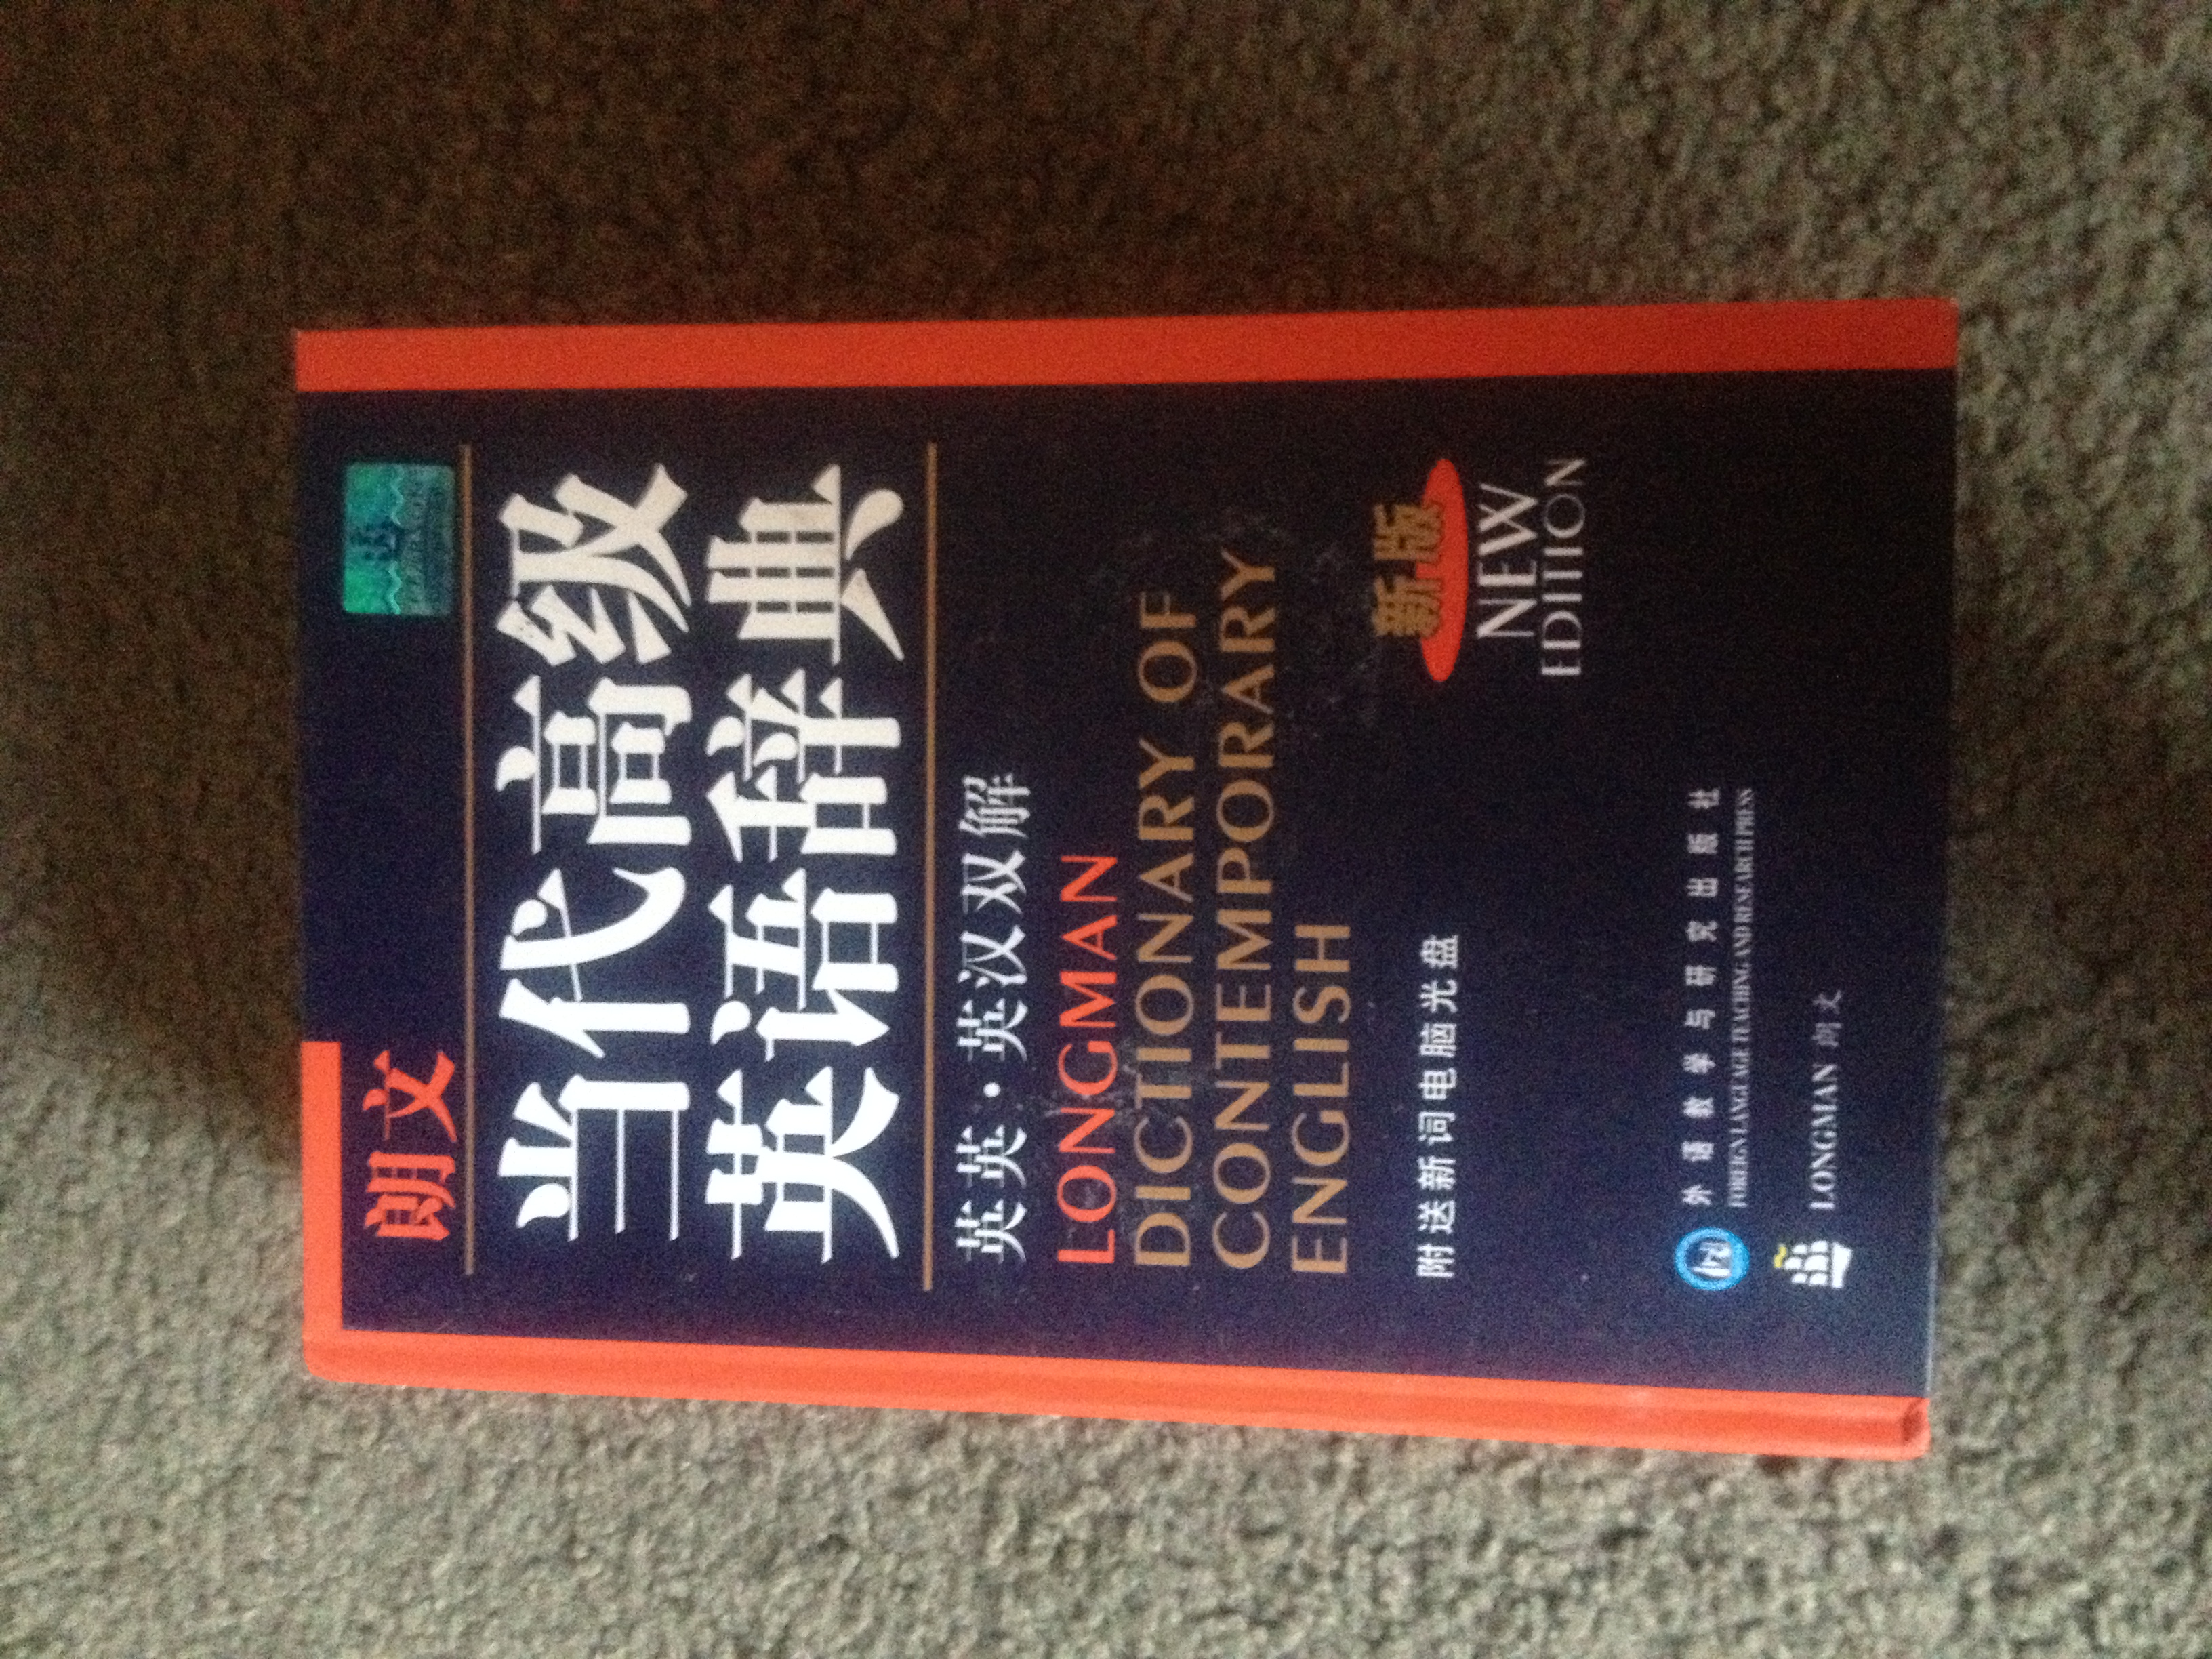 朗文
当代高级
英语辞典
英英·英汉双解
LONGMAN
DICTIONARY OF
CONTEMPORARY
ENGLISH
新版
NEW
EDITION
附送新词电脑光盘
外语教学与研究出版社
FOREIGN LANGUAGE TEACHING AND RESEARCH PRESS
LONGMAN 朗文